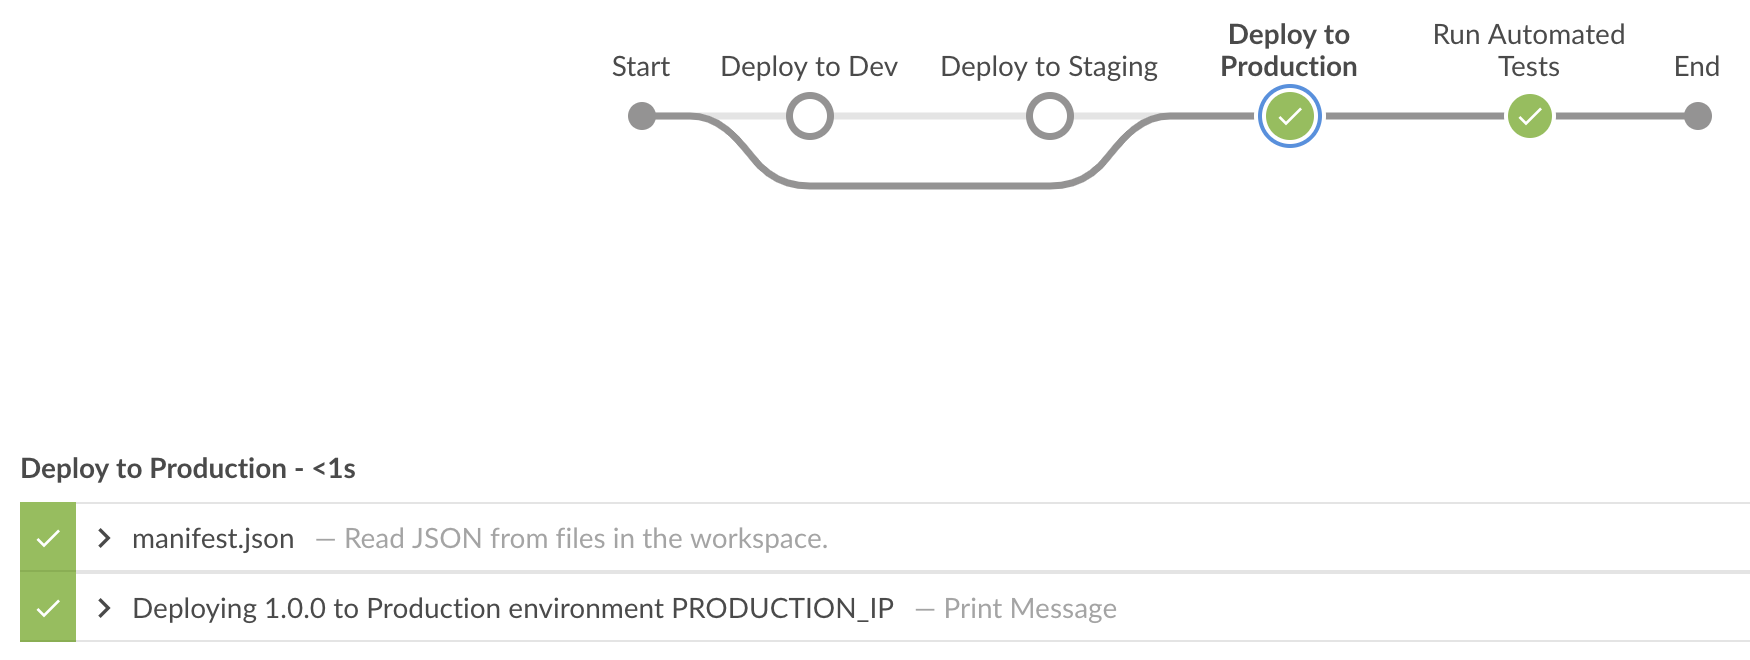 Start
Deploy to Dev
Deploy to Staging
Deploy to
Production
Run Automated
Tests
End
Deploy to Production - <1s
manifest.json — Read JSON from files in the workspace.
Deploying 1.0.0 to Production environment PRODUCTION_IP — Print Message